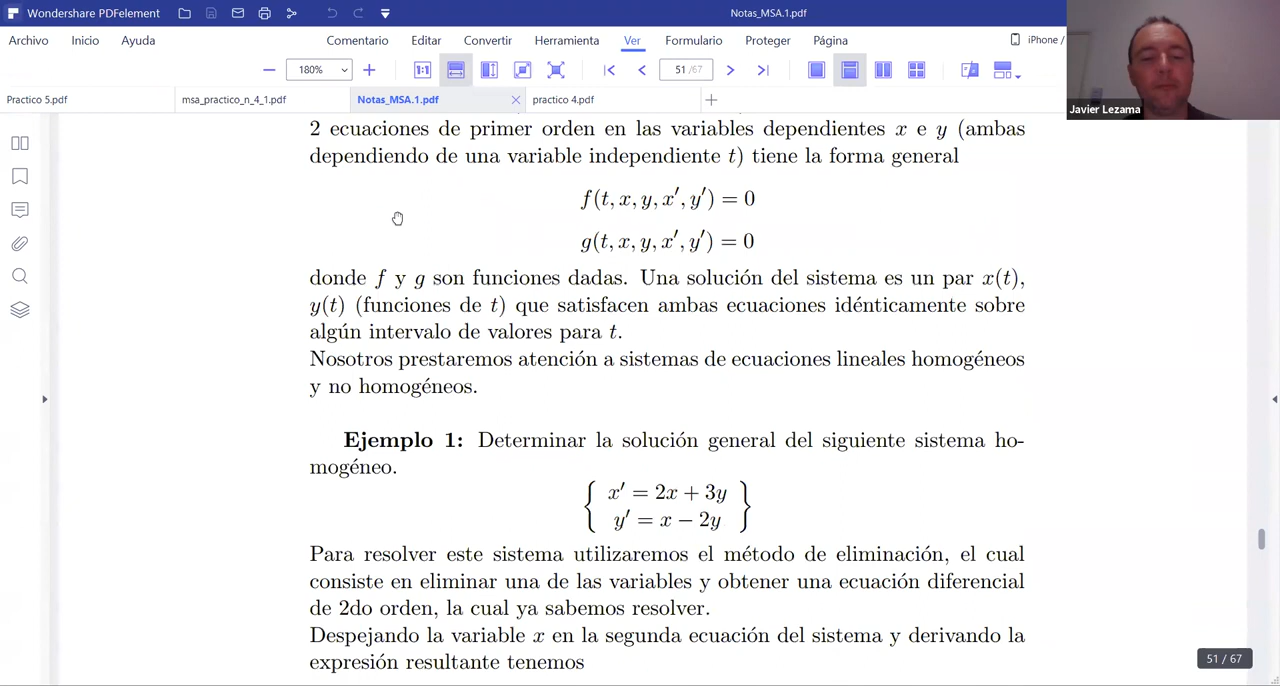 Wondershare PDFelement
Notas_MSA.1.pdf
Archivo Inicio Ayuda Comentario Editar Convertir Herramienta Ver Formulario Proteger Página iPhone /
180% 51 /67
Practico 5.pdf msa_practico_n_4_1.pdf Notas_MSA.1.pdf practico 4.pdf
Javier Lezama
2 ecuaciones de primer orden en las variables dependientes x e y (ambas
dependiendo de una variable independiente t) tiene la forma general
f(t, x, y, x′, y′) = 0
g(t, x, y, x′, y′) = 0
donde f y g son funciones dadas. Una solución del sistema es un par x(t),
y(t) (funciones de t) que satisfacen ambas ecuaciones idénticamente sobre
algún intervalo de valores para t.
Nosotros prestaremos atención a sistemas de ecuaciones lineales homogéneos
y no homogéneos.
Ejemplo 1: Determinar la solución general del siguiente sistema ho-
mogéneo.
x′ = 2x + 3y
y′ = x − 2y
Para resolver este sistema utilizaremos el método de eliminación, el cual
consiste en eliminar una de las variables y obtener una ecuación diferencial
de 2do orden, la cual ya sabemos resolver.
Despejando la variable x en la segunda ecuación del sistema y derivando la
expresión resultante tenemos
51 / 67